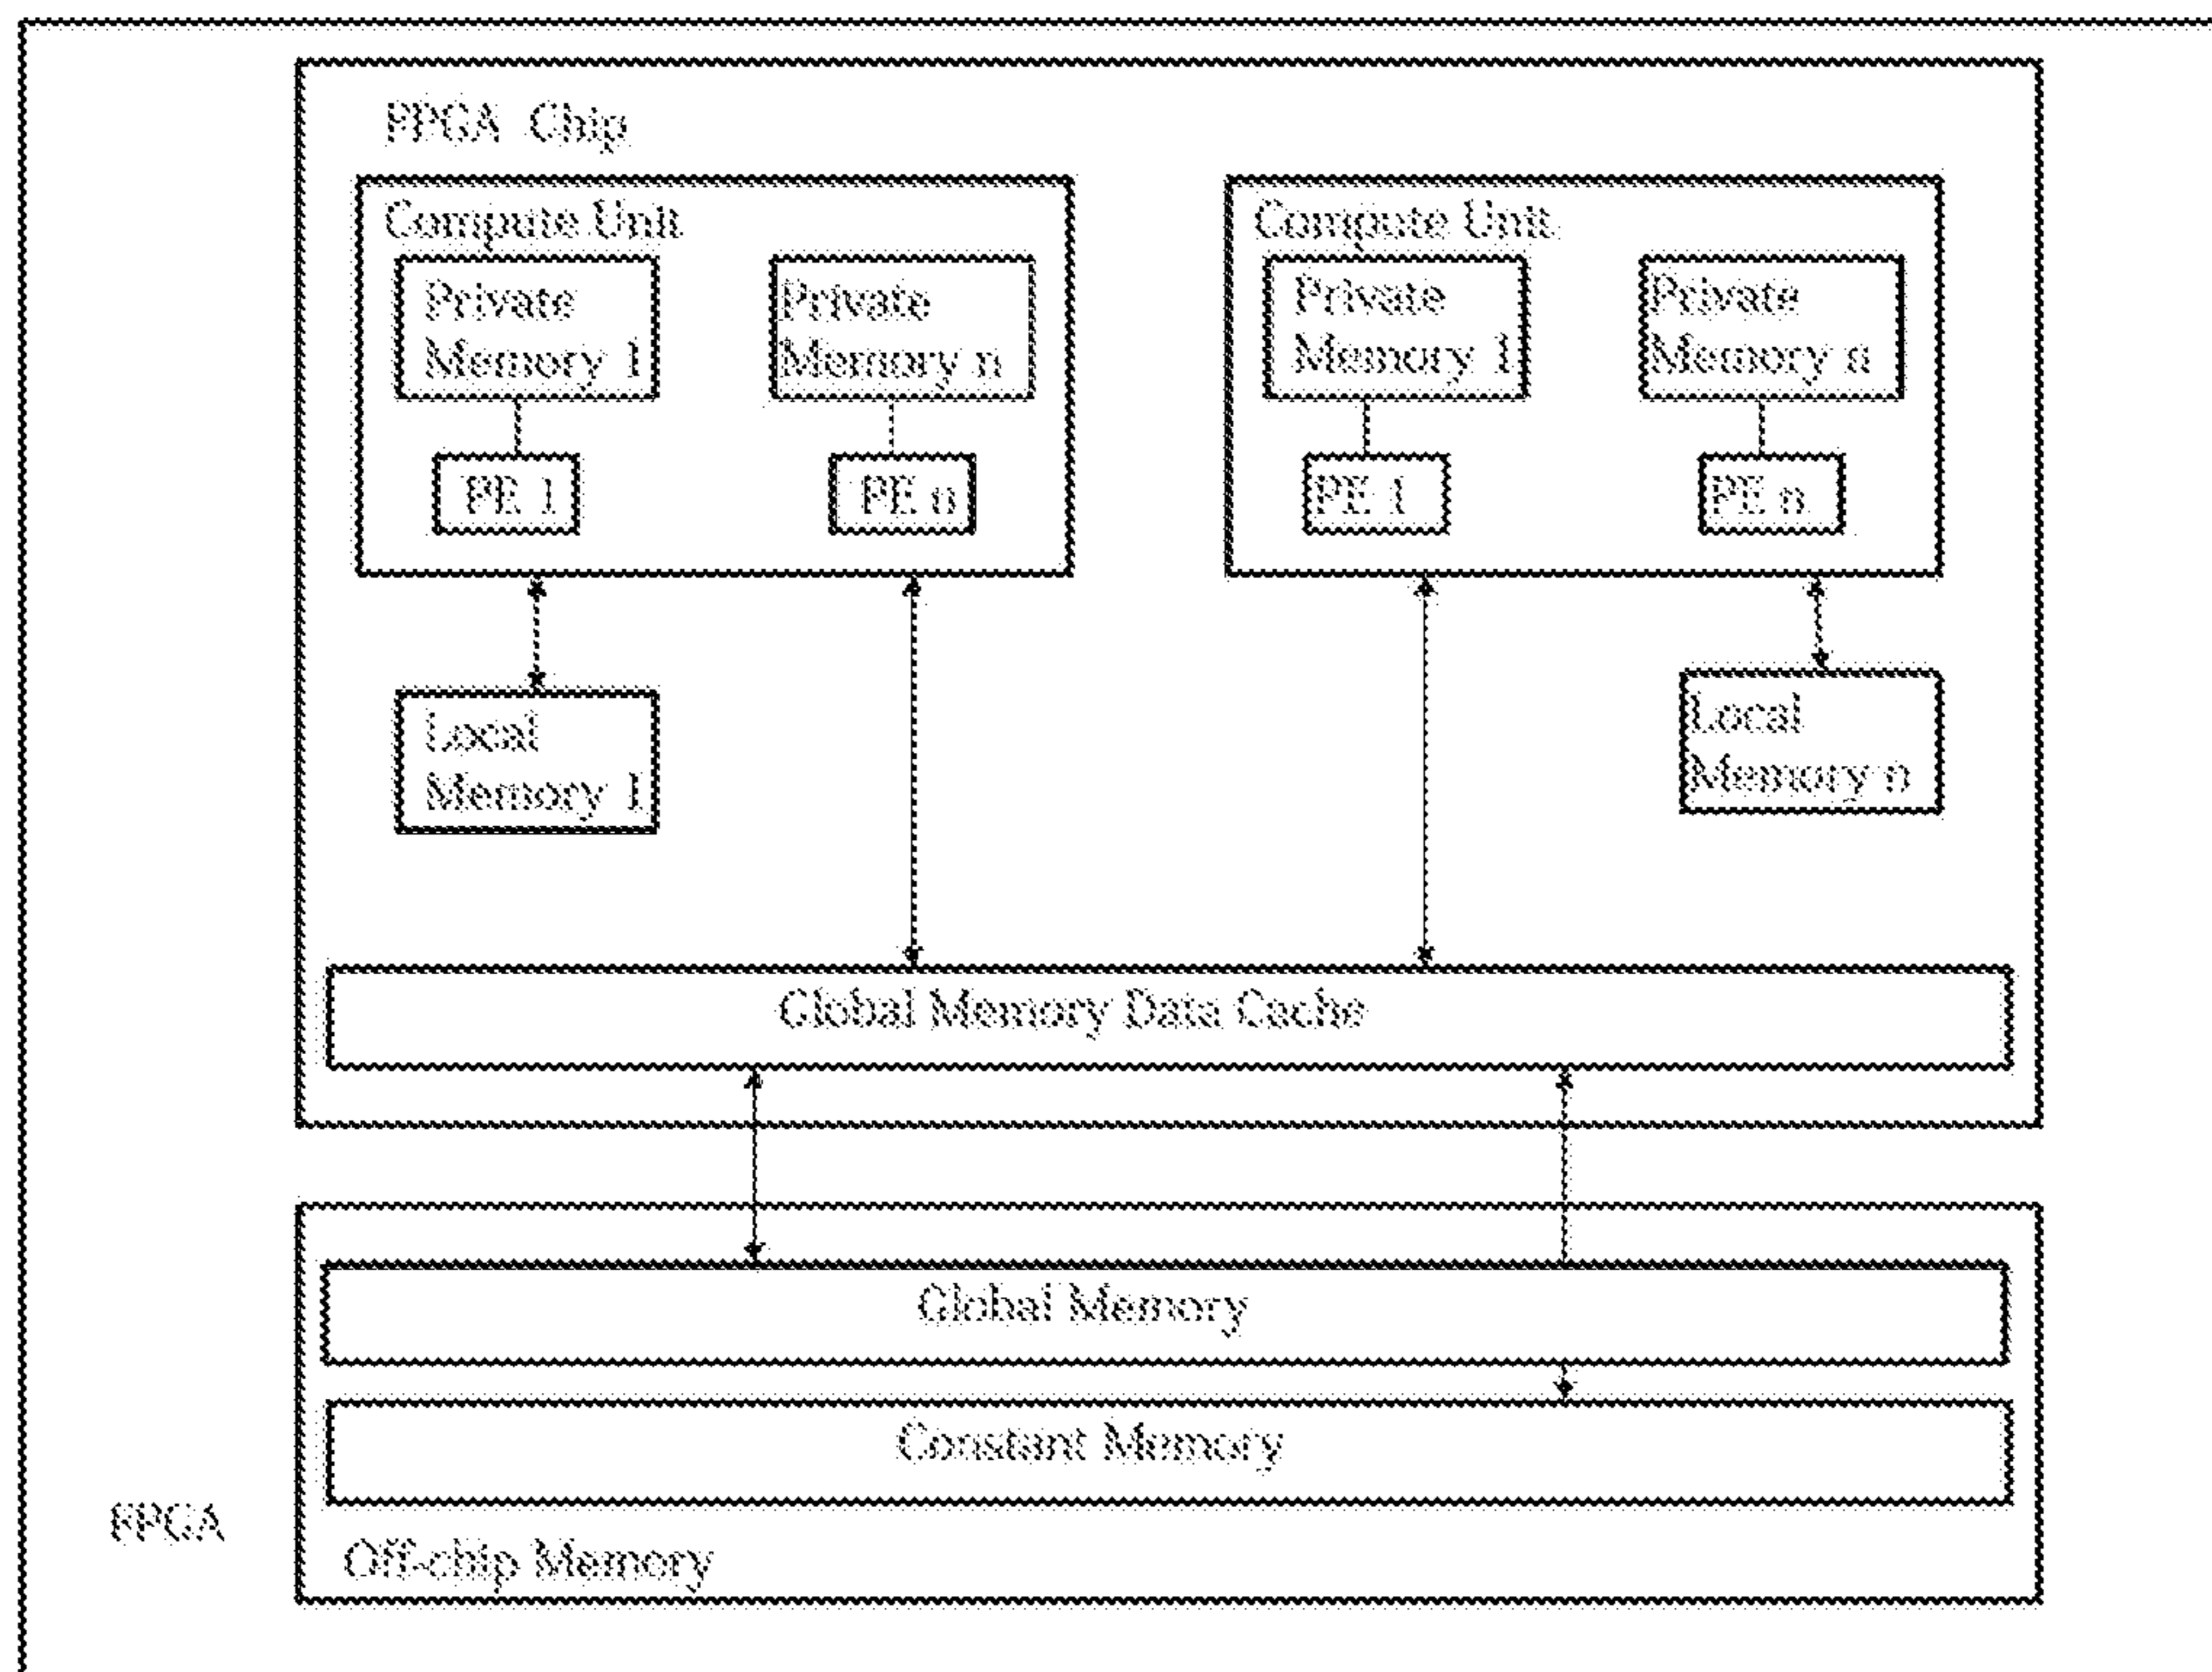 FPGA Chip
Compute Unit
Private
Memory 1
Private
Memory n
PE 1
PE n
Compute Unit
Private
Memory 1
Private
Memory n
PE 1
PE n
Local
Memory 1
Local
Memory n
Global Memory Data Cache
Global Memory
Constant Memory
Off-chip Memory
FPGA